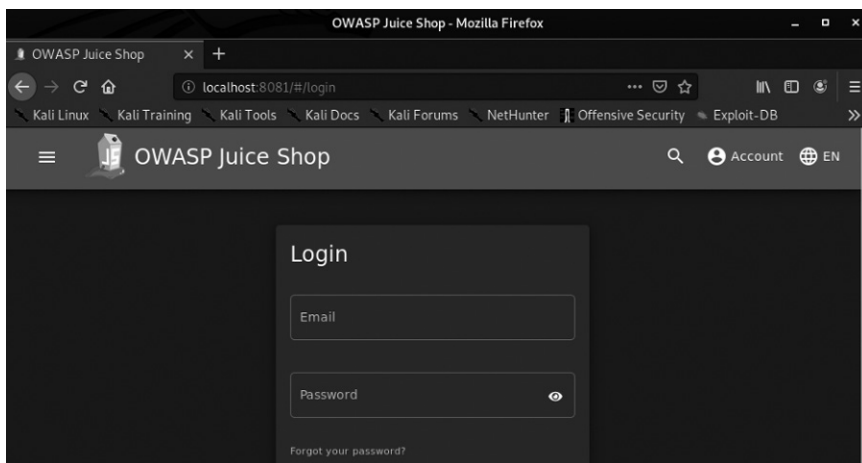 OWASP Juice Shop - Mozilla Firefox
OWASP Juice Shop
localhost:8081/#/login
Kali Linux Kali Training Kali Tools Kali Docs Kali Forums NetHunter Offensive Security Exploit-DB
JS OWASP Juice Shop Account EN
Login
Email
Password
Forgot your password?